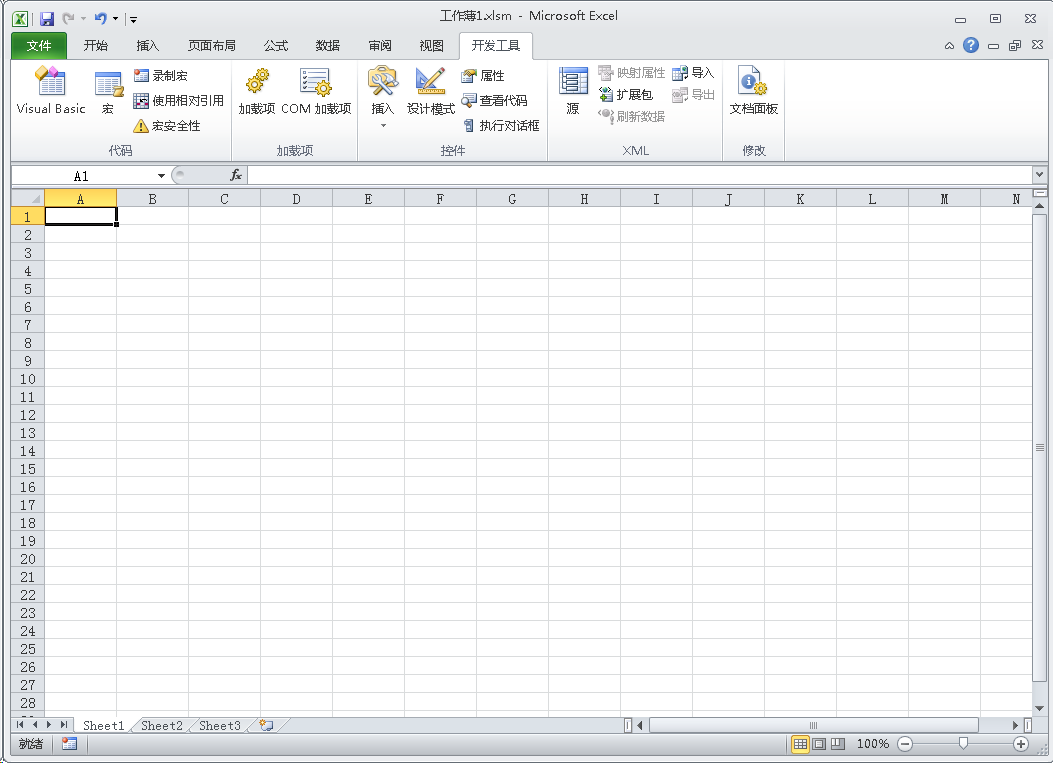 工作簿1.xlsm - Microsoft Excel
文件 开始 插入 页面布局 公式 数据 审阅 视图 开发工具
Visual Basic 宏 录制宏 使用相对引用 宏安全性
加载项 COM 加载项
插入 设计模式 属性 查看代码 执行对话框
源 映射属性 扩展包 刷新数据 导入 导出
文档面板
代码 加载项 控件 XML 修改
A1 fx
A B C D E F G H I J K L M N
1
2
3
4
5
6
7
8
9
10
11
12
13
14
15
16
17
18
19
20
21
22
23
24
25
26
27
28
Sheet1 Sheet2 Sheet3
就绪 100%